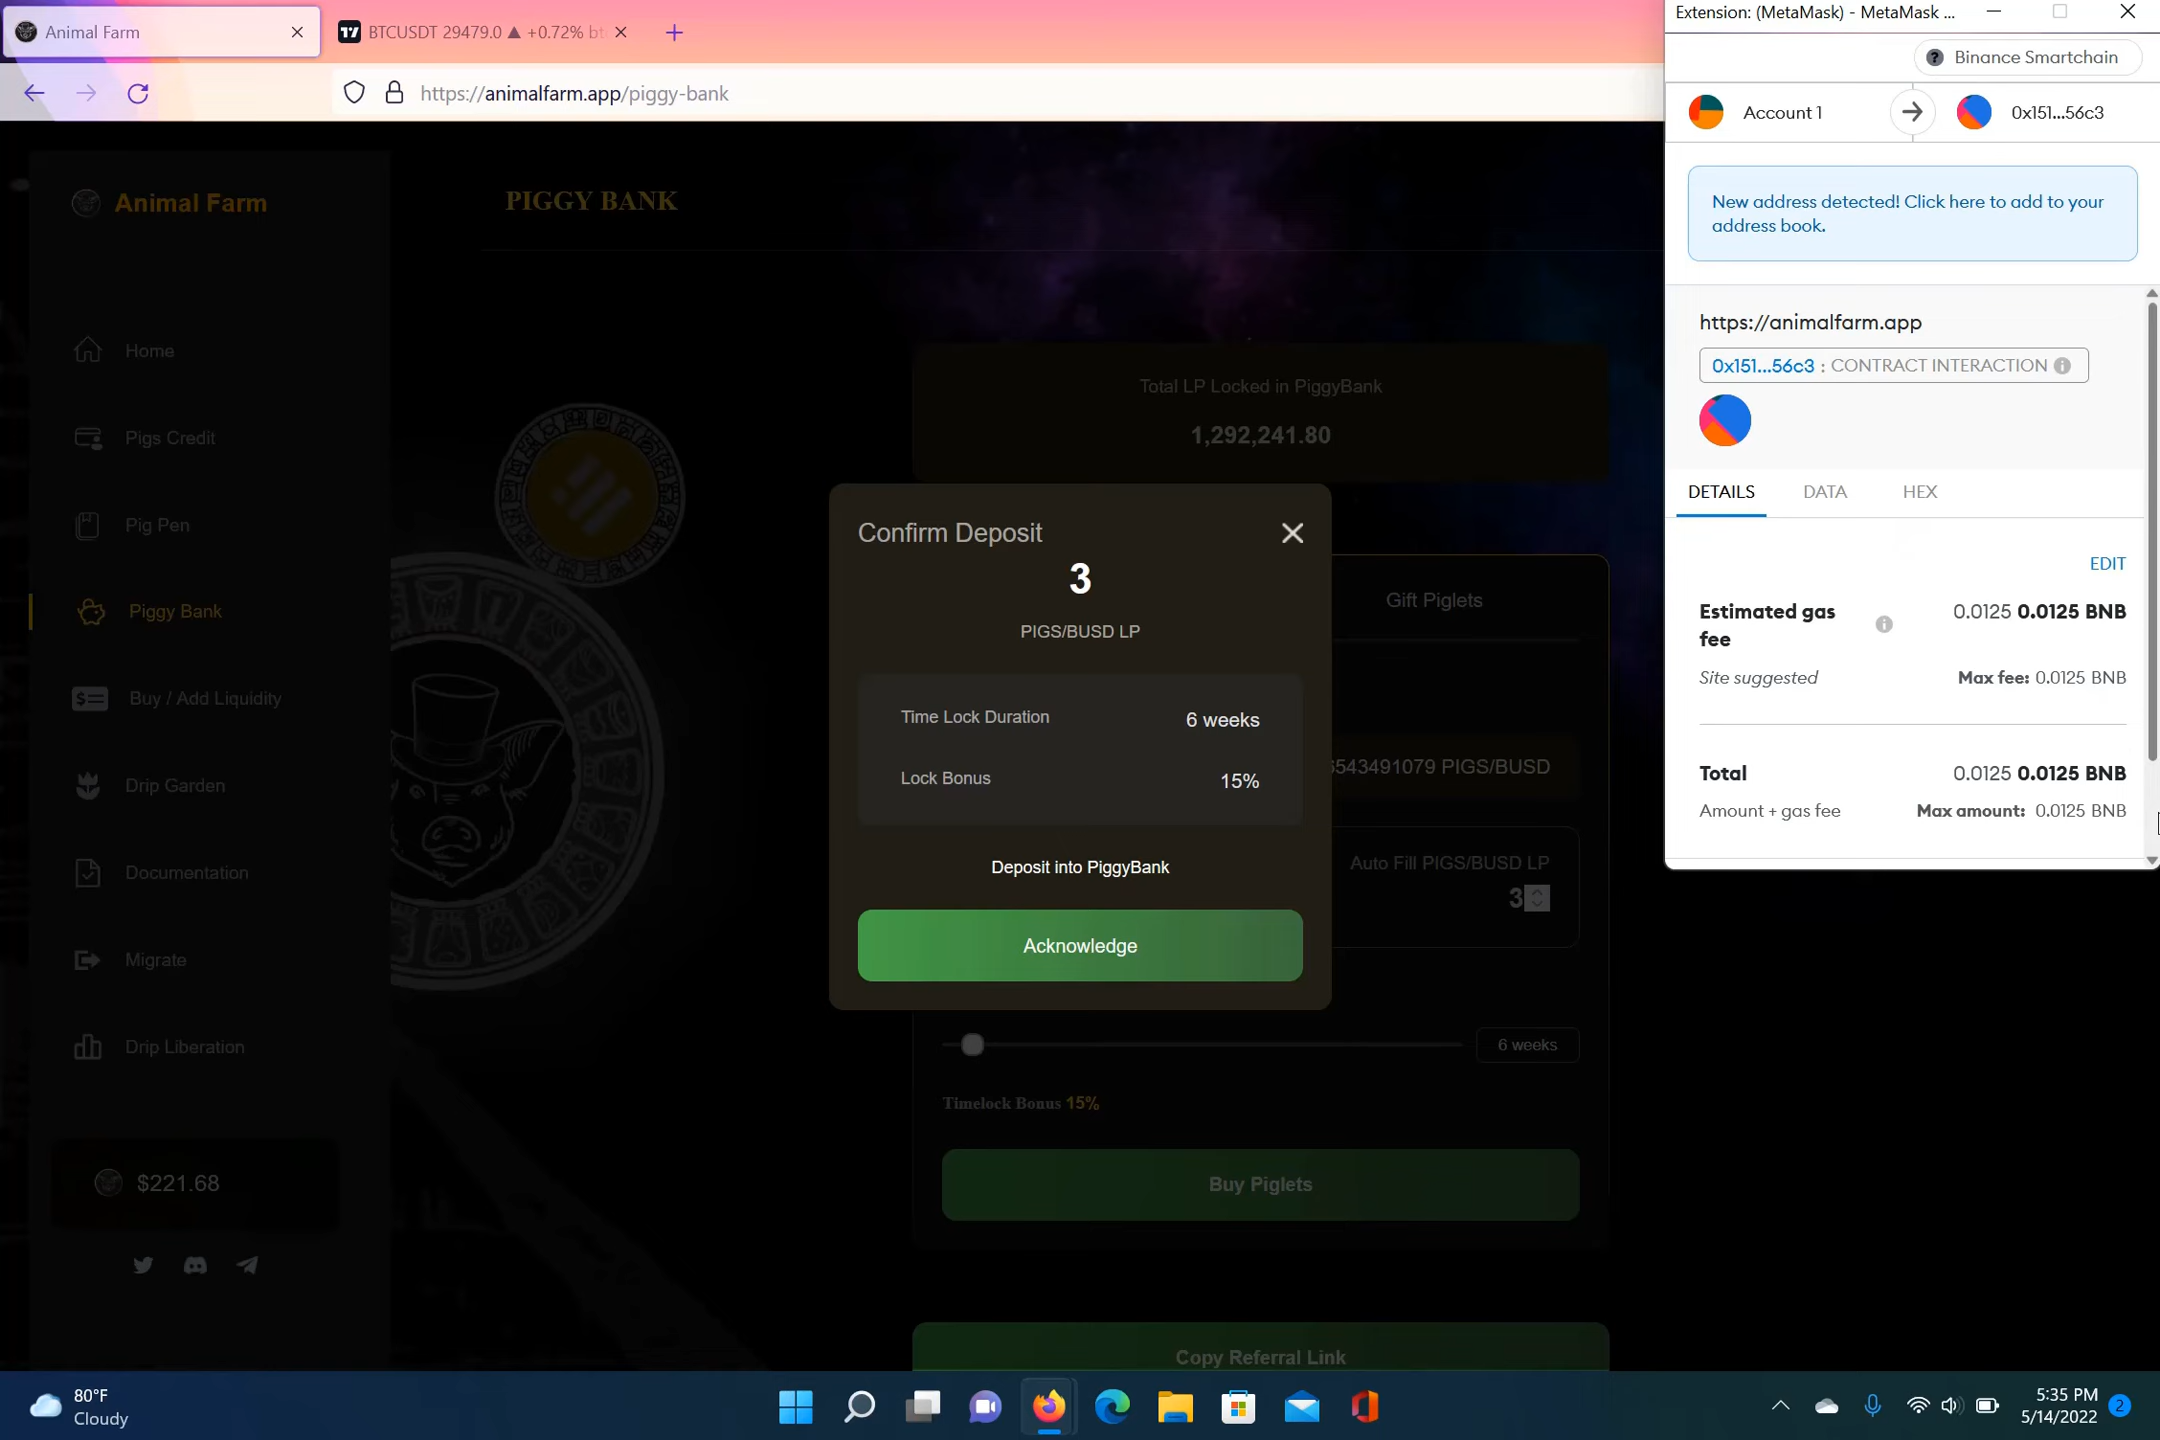 Animal Farm
BTCUSDT 29479.0 ▲ +0.72%
https://animalfarm.app/piggy-bank
Animal Farm
Home
Pigs Credit
Pig Pen
Piggy Bank
Buy / Add Liquidity
Drip Garden
Documentation
Migrate
Drip Liberation
$221.68
PIGGY BANK
Total LP Locked in PiggyBank
1,292,241.80
Gift Piglets
6543491079 PIGS/BUSD
Auto Fill PIGS/BUSD LP
3
6 weeks
Timelock Bonus 15%
Buy Piglets
Copy Referral Link
Confirm Deposit
3
PIGS/BUSD LP
Time Lock Duration 6 weeks
Lock Bonus 15%
Deposit into PiggyBank
Acknowledge
Extension: (MetaMask) - MetaMask ...
Binance Smartchain
Account 1
0x151...56c3
New address detected! Click here to add to your
address book.
https://animalfarm.app
0x151...56c3 : CONTRACT INTERACTION
DETAILS DATA HEX
EDIT
Estimated gas
fee
0.0125 0.0125 BNB
Site suggested
Max fee: 0.0125 BNB
Total 0.0125 0.0125 BNB
Amount + gas fee Max amount: 0.0125 BNB
80°F
Cloudy
5:35 PM
5/14/2022
2